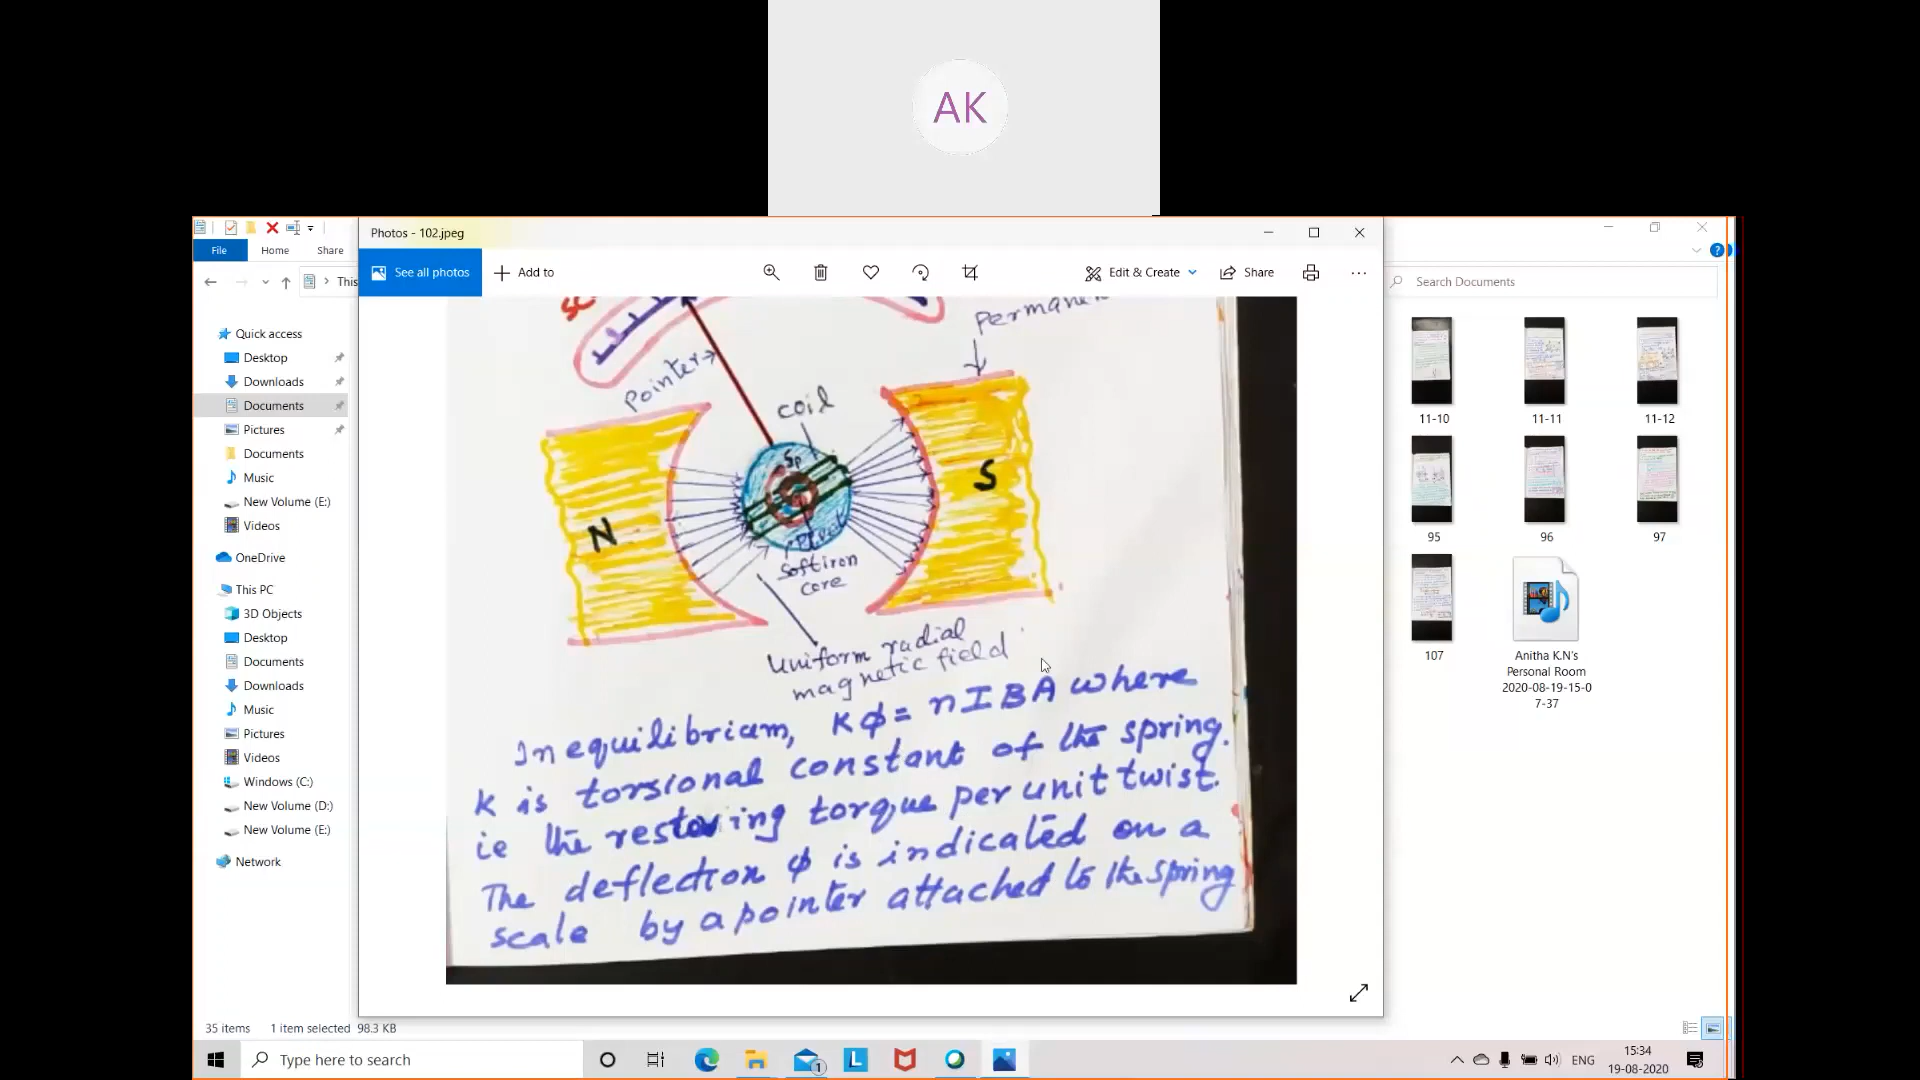 AK
File
Home
Share
This
Photos - 102.jpeg
See all photos
Add to
Edit & Create
Share
Search Documents
Quick access
Desktop
Downloads
Documents
Pictures
Documents
Music
New Volume (E:)
Videos
OneDrive
This PC
3D Objects
Desktop
Documents
Downloads
Music
Pictures
Videos
Windows (C:)
New Volume (D:)
New Volume (E:)
Network
sc
Permanen
Pointer
coil
Sp
N
S
Pivot
Soft iron
core
Uniform radial
magnetic field
In equilibrium, Kϕ = nIBA where
K is torsional constant of the spring.
ie the restoring torque per unit twist.
The deflection ϕ is indicated on a
scale by a pointer attached to the spring
11-10
11-11
11-12
95
96
97
107
Anitha K.N's
Personal Room
2020-08-19-15-0
7-37
35 items
1 item selected 98.3 KB
Type here to search
1
L
ENG
15:34
19-08-2020